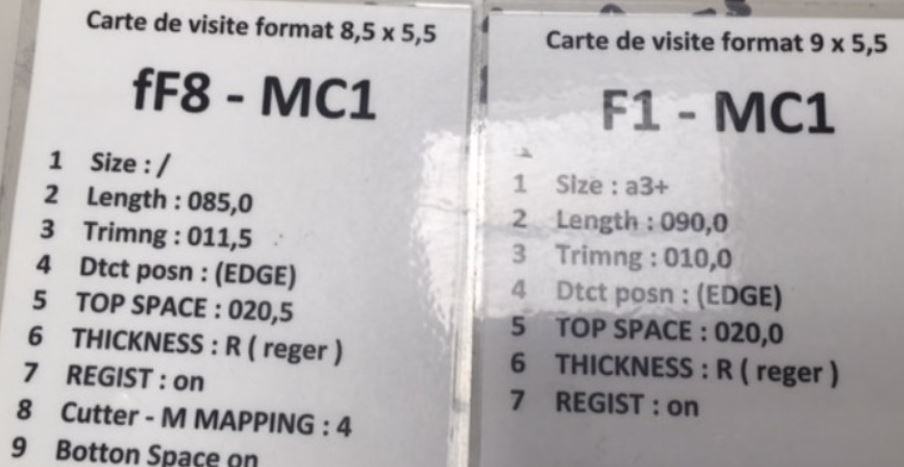 Carte de visite format 8,5 x 5,5
fF8 - MC1
1 Size : /
2 Length : 085,0
3 Trimng : 011,5
4 Dtct posn : (EDGE)
5 TOP SPACE : 020,5
6 THICKNESS : R ( reger )
7 REGIST : on
8 Cutter - M MAPPING : 4
9 Botton Space on
Carte de visite format 9 x 5,5
F1 - MC1
1 Size : a3+
2 Length : 090,0
3 Trimng : 010,0
4 Dtct posn : (EDGE)
5 TOP SPACE : 020,0
6 THICKNESS : R ( reger )
7 REGIST : on